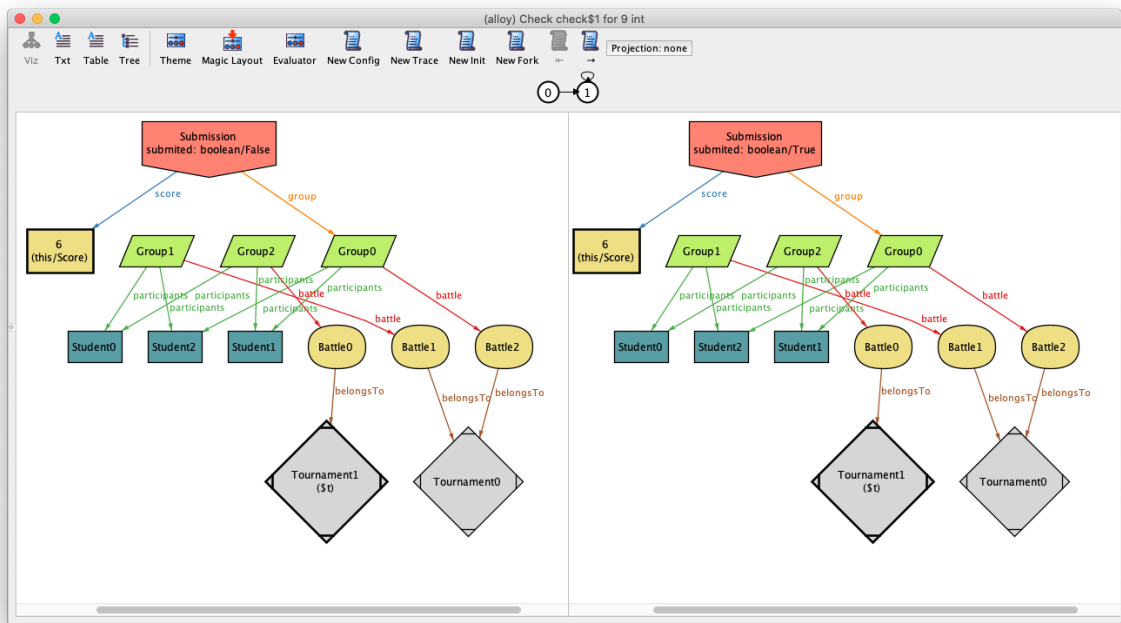 (alloy) Check check$1 for 9 int
Viz Txt Table Tree Theme Magic Layout Evaluator New Config New Trace New Init New Fork ← → Projection: none
0 1
Submission
submited: boolean/False
score group
6
(this/Score)
Group1 Group2 Group0
participants
participants participants participants
battle battle
participants participants
battle
Student0 Student2 Student1 Battle0 Battle1 Battle2
belongsTo belongsTo belongsTo
Tournament1
($t)
Tournament0
Submission
submited: boolean/True
score group
6
(this/Score)
Group1 Group2 Group0
participants
participants participants participants
battle battle
participants participants
battle
Student0 Student2 Student1 Battle0 Battle1 Battle2
belongsTo belongsTo belongsTo
Tournament1
($t)
Tournament0